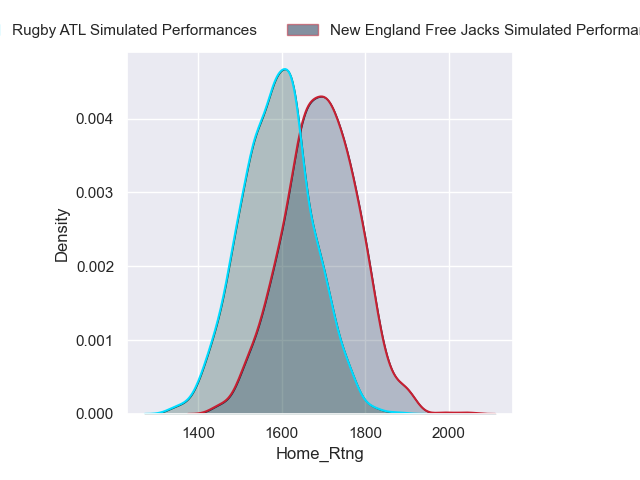 Rugby ATL Simulated Performances
New England Free Jacks Simulated
Density
0.004
0.003
0.002
0.001
0.000
1400 1600 1800 2000
Home_Rtng